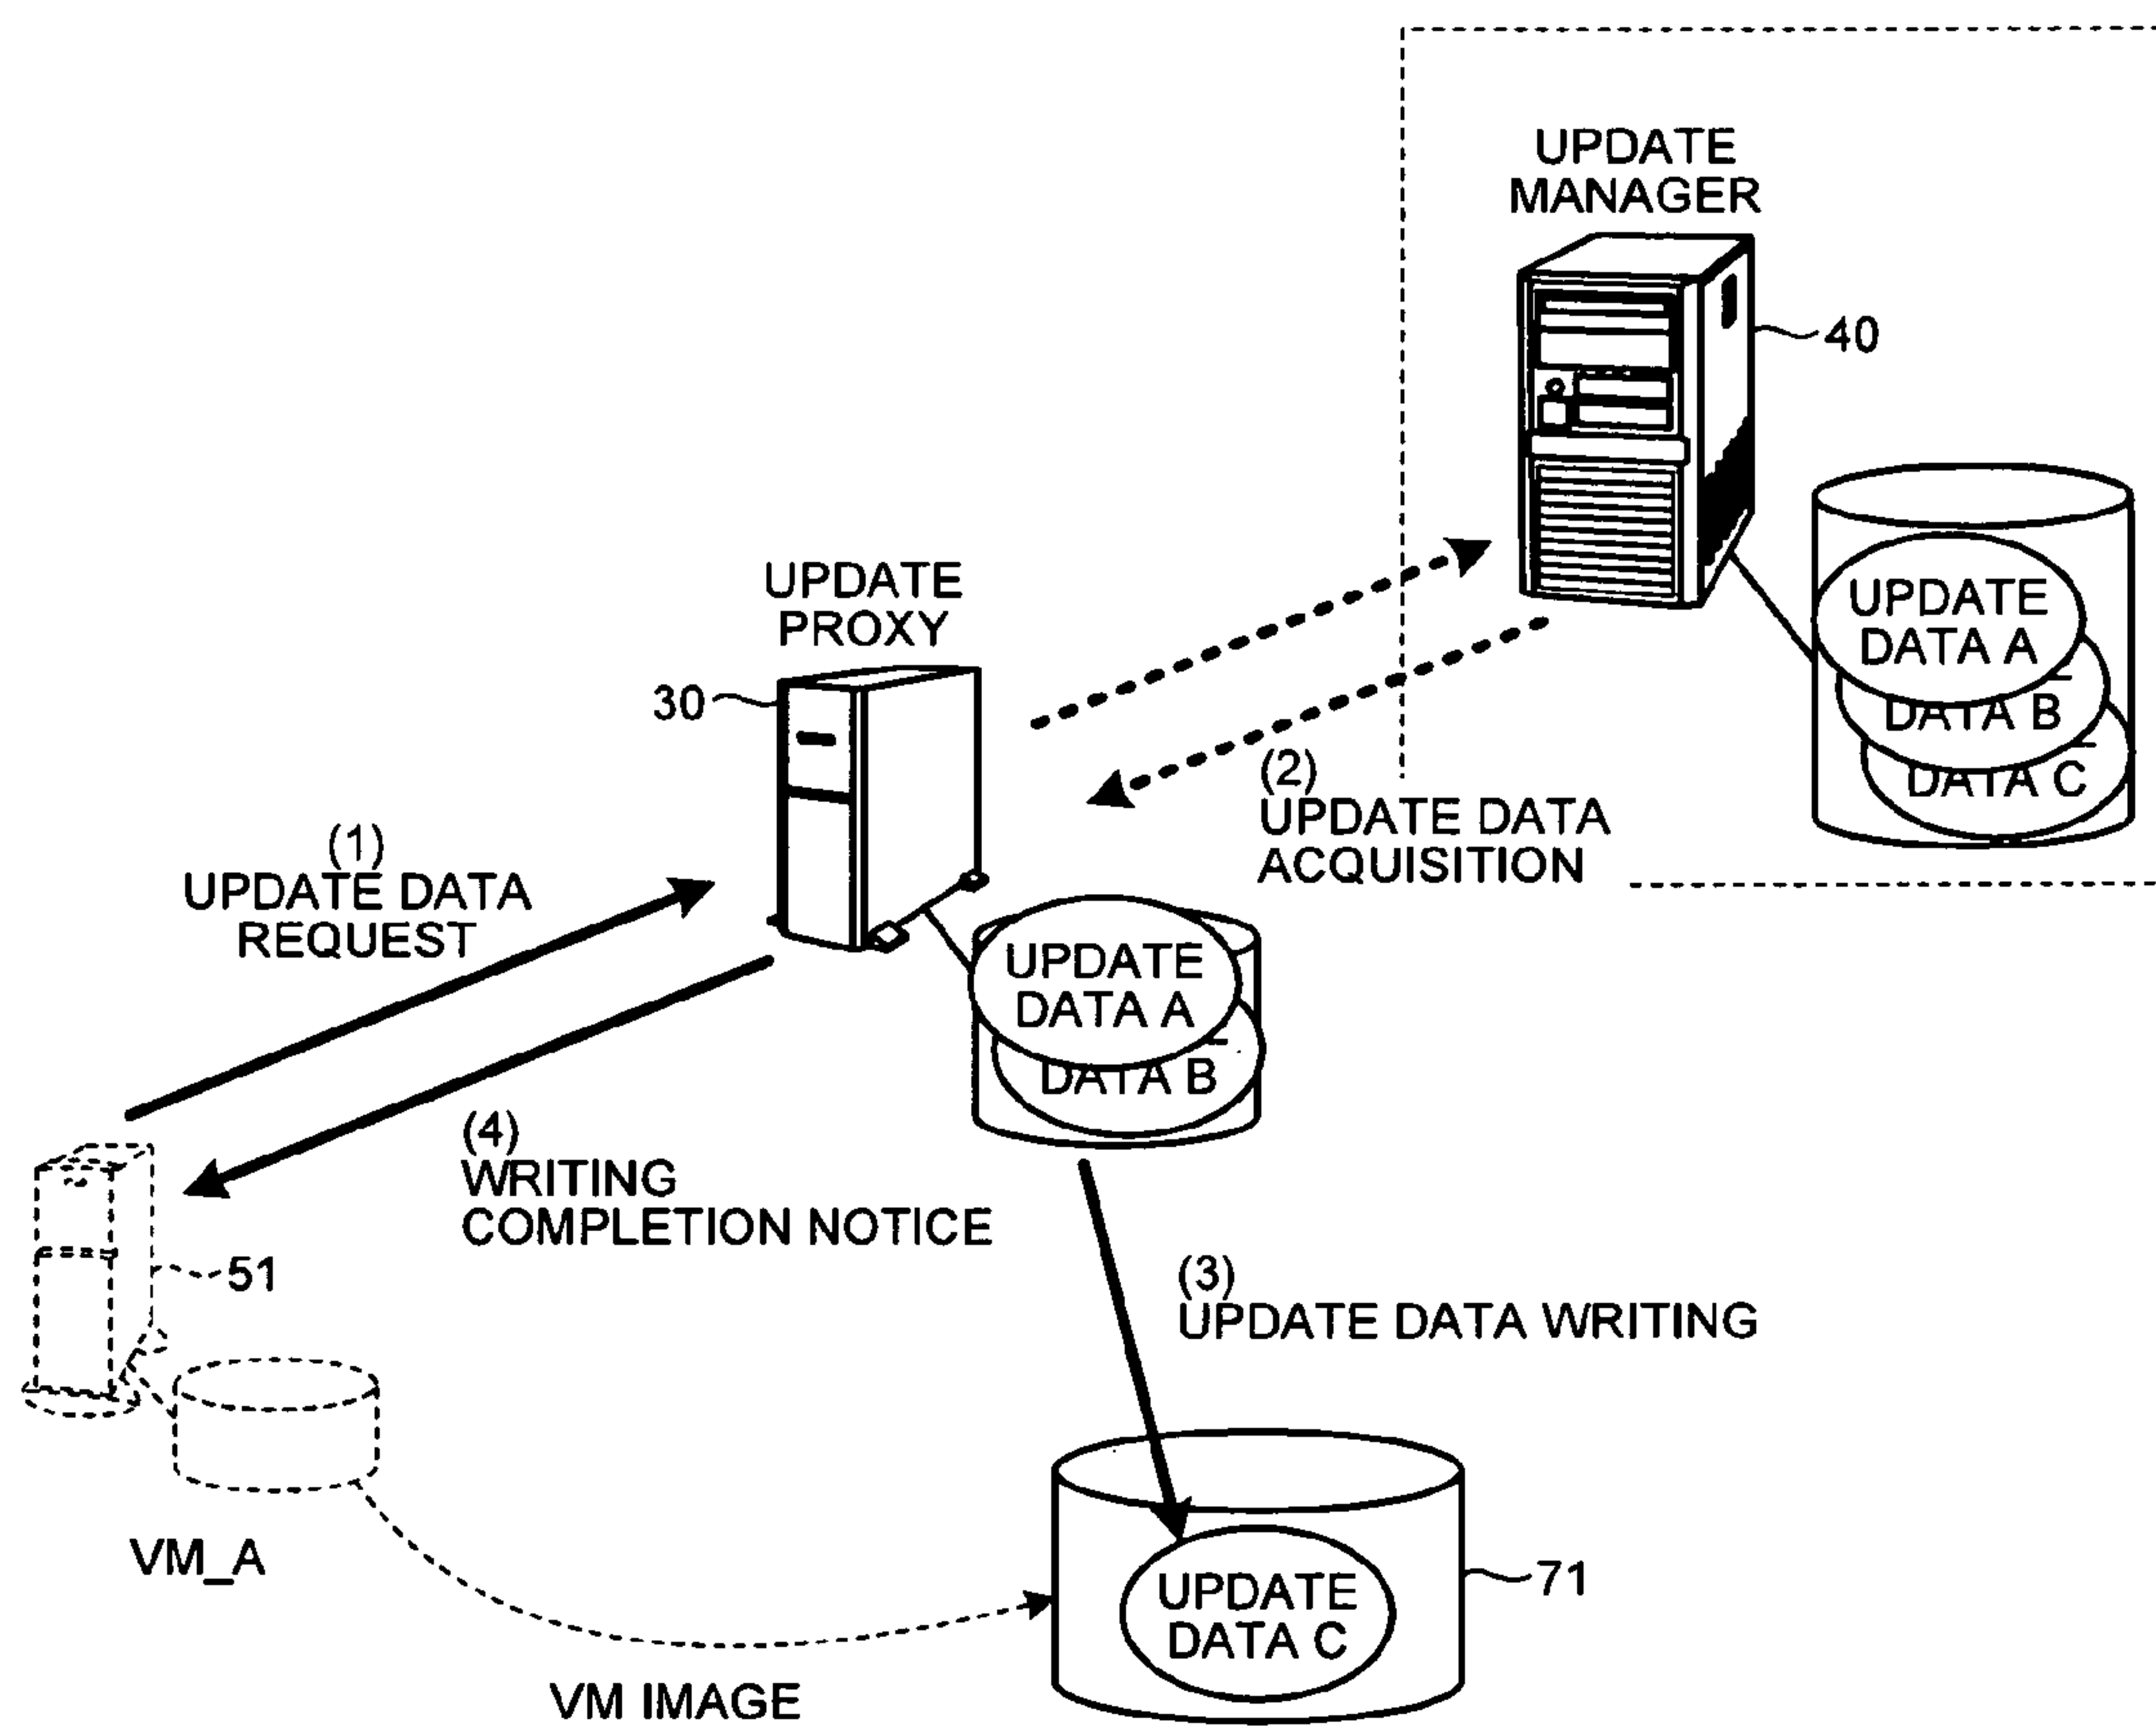 UPDATE
MANAGER
40
UPDATE
DATA A
DATA B
DATA C
UPDATE
PROXY
30
(2)
UPDATE DATA
ACQUISITION
(1)
UPDATE DATA
REQUEST
UPDATE
DATA A
DATA B
(4)
WRITING
COMPLETION NOTICE
51
(3)
UPDATE DATA WRITING
VM_A
71
UPDATE
DATA C
VM IMAGE